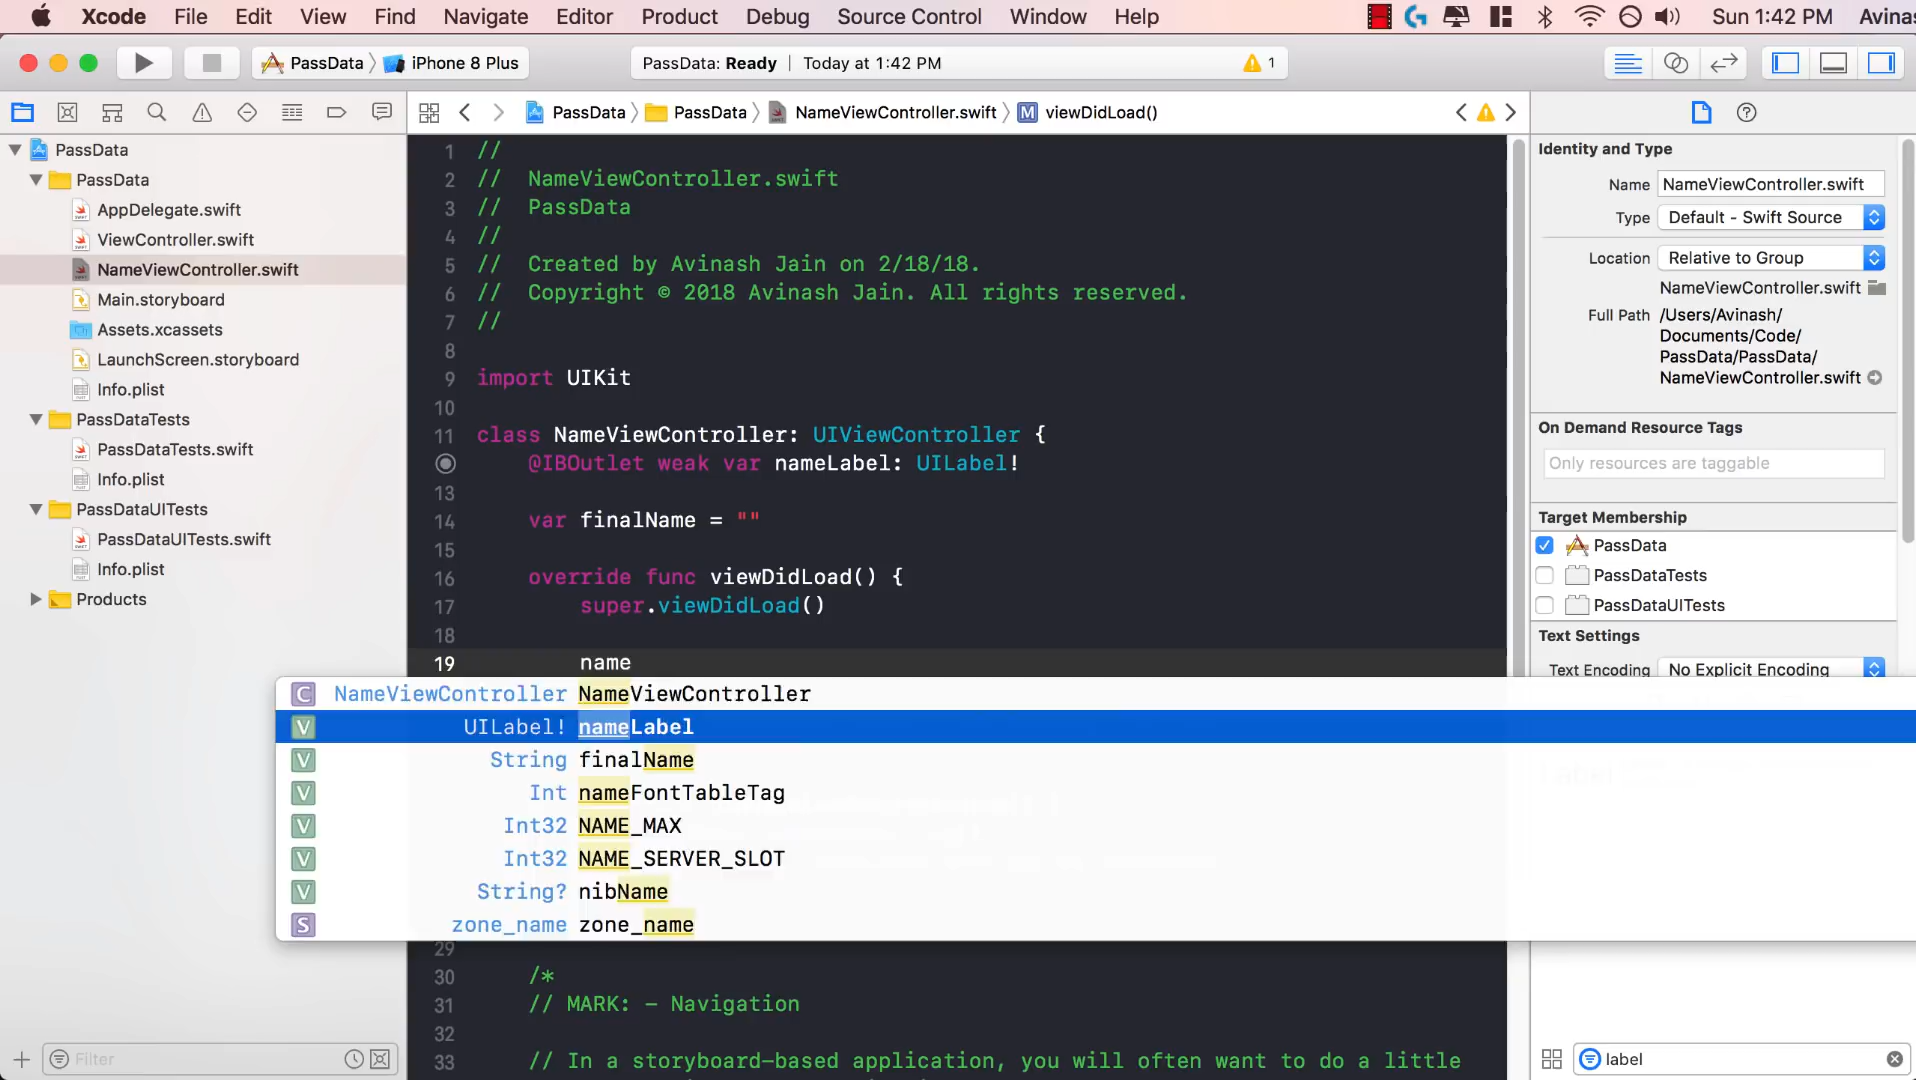 Xcode File Edit View Find Navigate Editor Product Debug Source Control Window Help Sun 1:42 PM Avinas
PassData iPhone 8 Plus PassData: Ready Today at 1:42 PM 1
PassData PassData NameViewController.swift M viewDidLoad()
PassData
PassData
AppDelegate.swift
ViewController.swift
NameViewController.swift
Main.storyboard
Assets.xcassets
LaunchScreen.storyboard
Info.plist
PassDataTests
PassDataTests.swift
Info.plist
PassDataUITests
PassDataUITests.swift
Info.plist
Products
Filter
1 //
2 // NameViewController.swift
3 // PassData
4 //
5 // Created by Avinash Jain on 2/18/18.
6 // Copyright © 2018 Avinash Jain. All rights reserved.
7 //
8
9 import UIKit
10
11 class NameViewController: UIViewController {
@IBOutlet weak var nameLabel: UILabel!
13
14 var finalName = ""
15
16 override func viewDidLoad() {
17 super.viewDidLoad()
18
19 name
C NameViewController NameViewController
V UILabel! nameLabel
V String finalName
V Int nameFontTableTag
V Int32 NAME_MAX
V Int32 NAME_SERVER_SLOT
V String? nibName
S zone_name zone_name
29
30 /*
31 // MARK: - Navigation
32
33 // In a storyboard-based application, you will often want to do a little
Identity and Type
Name NameViewController.swift
Type Default - Swift Source
Location Relative to Group
NameViewController.swift
Full Path /Users/Avinash/
Documents/Code/
PassData/PassData/
NameViewController.swift
On Demand Resource Tags
Only resources are taggable
Target Membership
PassData
PassDataTests
PassDataUITests
Text Settings
Text Encoding No Explicit Encoding
label